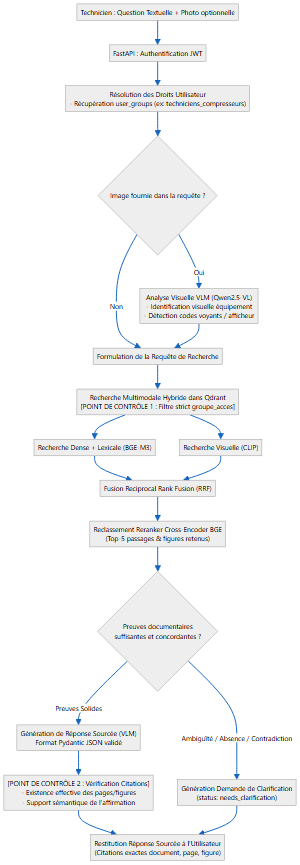 Technicien : Question Textuelle + Photo optionnelle
FastAPI : Authentification JWT
Résolution des Droits Utilisateur
· Récupération user_groups (ex: techniciens_compresseurs)
Image fournie dans la requête ?
Oui
Analyse Visuelle VLM (Qwen2.5-VL)
· Identification visuelle équipement
· Détection codes voyants / afficheur
Non
Formulation de la Requête de Recherche
Recherche Multimodale Hybride dans Qdrant
[POINT DE CONTRÔLE 1 : Filtre strict groupe_acces]
Recherche Dense + Lexicale (BGE-M3)
Recherche Visuelle (CLIP)
Fusion Reciprocal Rank Fusion (RRF)
Reclassement Reranker Cross-Encoder BGE
(Top-5 passages & figures retenus)
Preuves documentaires
suffisantes et concordantes ?
Preuves Solides
Ambiguïté / Absence / Contradiction
Génération de Réponse Sourcée (VLM)
Format Pydantic JSON validé
[POINT DE CONTRÔLE 2 : Vérification Citations]
· Existence effective des pages/figures
· Support sémantique de l'affirmation
Génération Demande de Clarification
(status: needs_clarification)
Restitution Réponse Sourcée à l'Utilisateur
(Citations exactes document, page, figure)